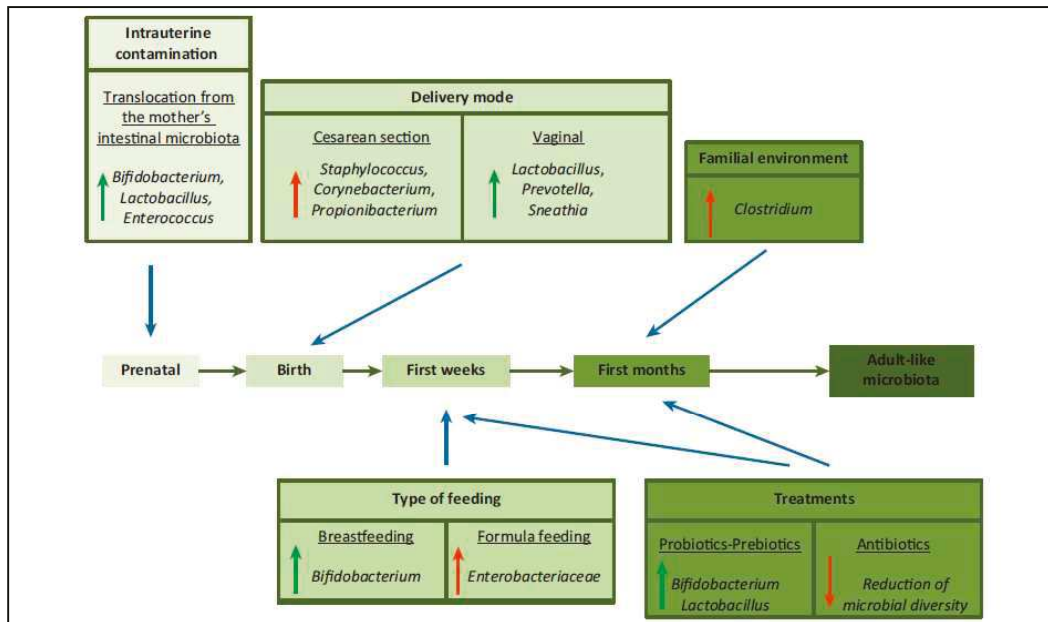 Intrauterine
contamination
Translocation from
the mother's
intestinal microbiota
Bifidobacterium,
Lactobacillus,
Enterococcus
Delivery mode
Cesarean section
Staphylococcus,
Corynebacterium,
Propionibacterium
Vaginal
Lactobacillus,
Prevotella,
Sneathia
Familial environment
Clostridium
Prenatal
Birth
First weeks
First months
Adult-like
microbiota
Type of feeding
Breastfeeding
Bifidobacterium
Formula feeding
Enterobacteriaceae
Treatments
Probiotics-Prebiotics
Bifidobacterium
Lactobacillus
Antibiotics
Reduction of
microbial diversity